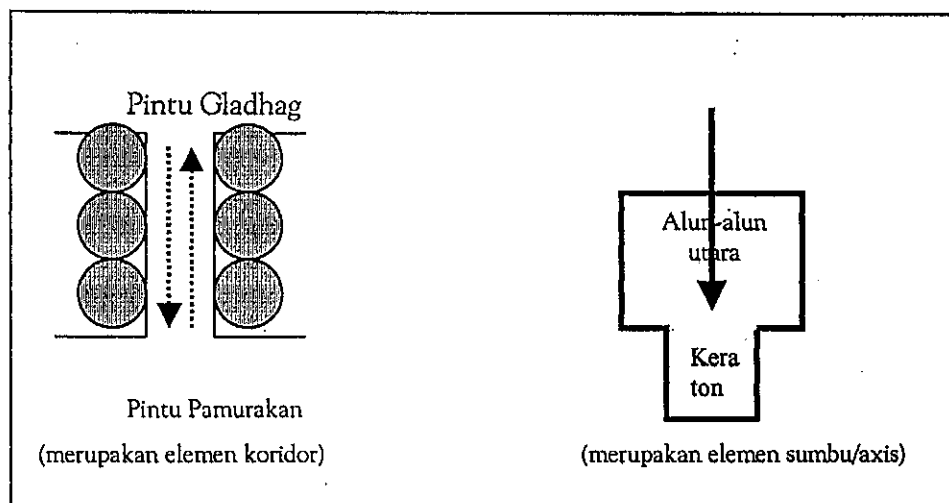 Pintu Gladhag
Pintu Pamurakan
(merupakan elemen koridor)
Alun-alun
utara
Kera
ton
(merupakan elemen sumbu/axis)